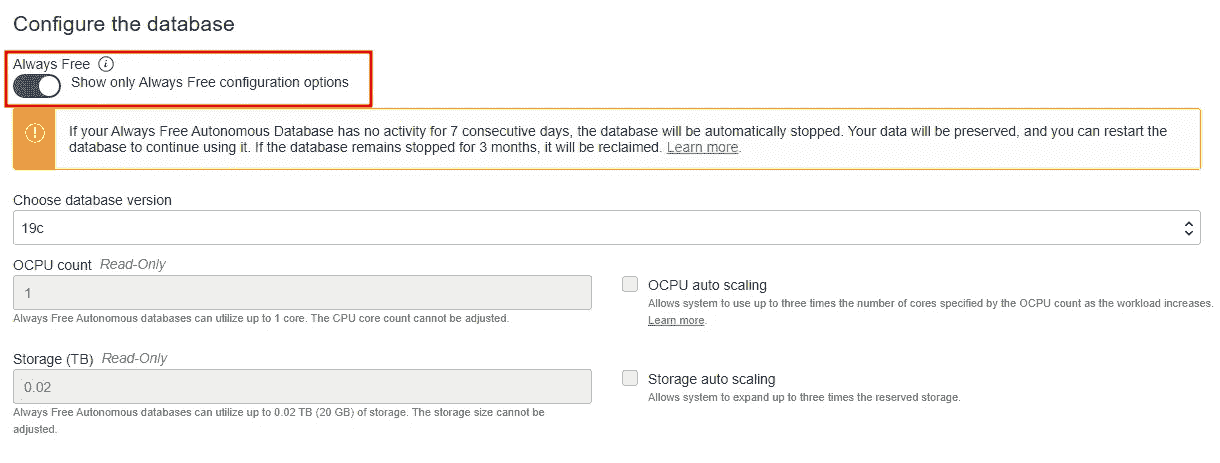 Configure the database
Always Free
Show only Always Free configuration options
If your Always Free Autonomous Database has no activity for 7 consecutive days, the database will be automatically stopped. Your data will be preserved, and you can restart the
database to continue using it. If the database remains stopped for 3 months, it will be reclaimed. Learn more.
Choose database version
19c
OCPU count Read-Only
1
Always Free Autonomous databases can utilize up to 1 core. The CPU core count cannot be adjusted.
OCPU auto scaling
Allows system to use up to three times the number of cores specified by the OCPU count as the workload increases.
Learn more.
Storage (TB) Read-Only
0.02
Always Free Autonomous databases can utilize up to 0.02 TB (20 GB) of storage. The storage size cannot be
adjusted.
Storage auto scaling
Allows system to expand up to three times the reserved storage.